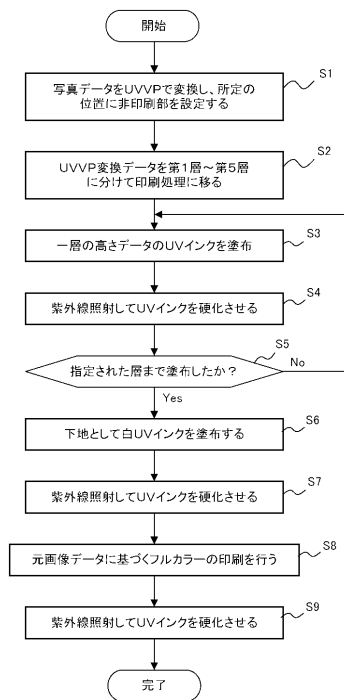 開始
S1
写真データをUVVPで変換し、所定の
位置に非印刷部を設定する
S2
UVVP変換データを第1層～第5層
に分けて印刷処理に移る
S3
一層の高さデータのUVインクを塗布
S4
紫外線照射してUVインクを硬化させる
S5
指定された層まで塗布したか？
No
Yes
S6
下地として白UVインクを塗布する
S7
紫外線照射してUVインクを硬化させる
S8
元画像データに基づくフルカラーの印刷を行う
S9
紫外線照射してUVインクを硬化させる
完了